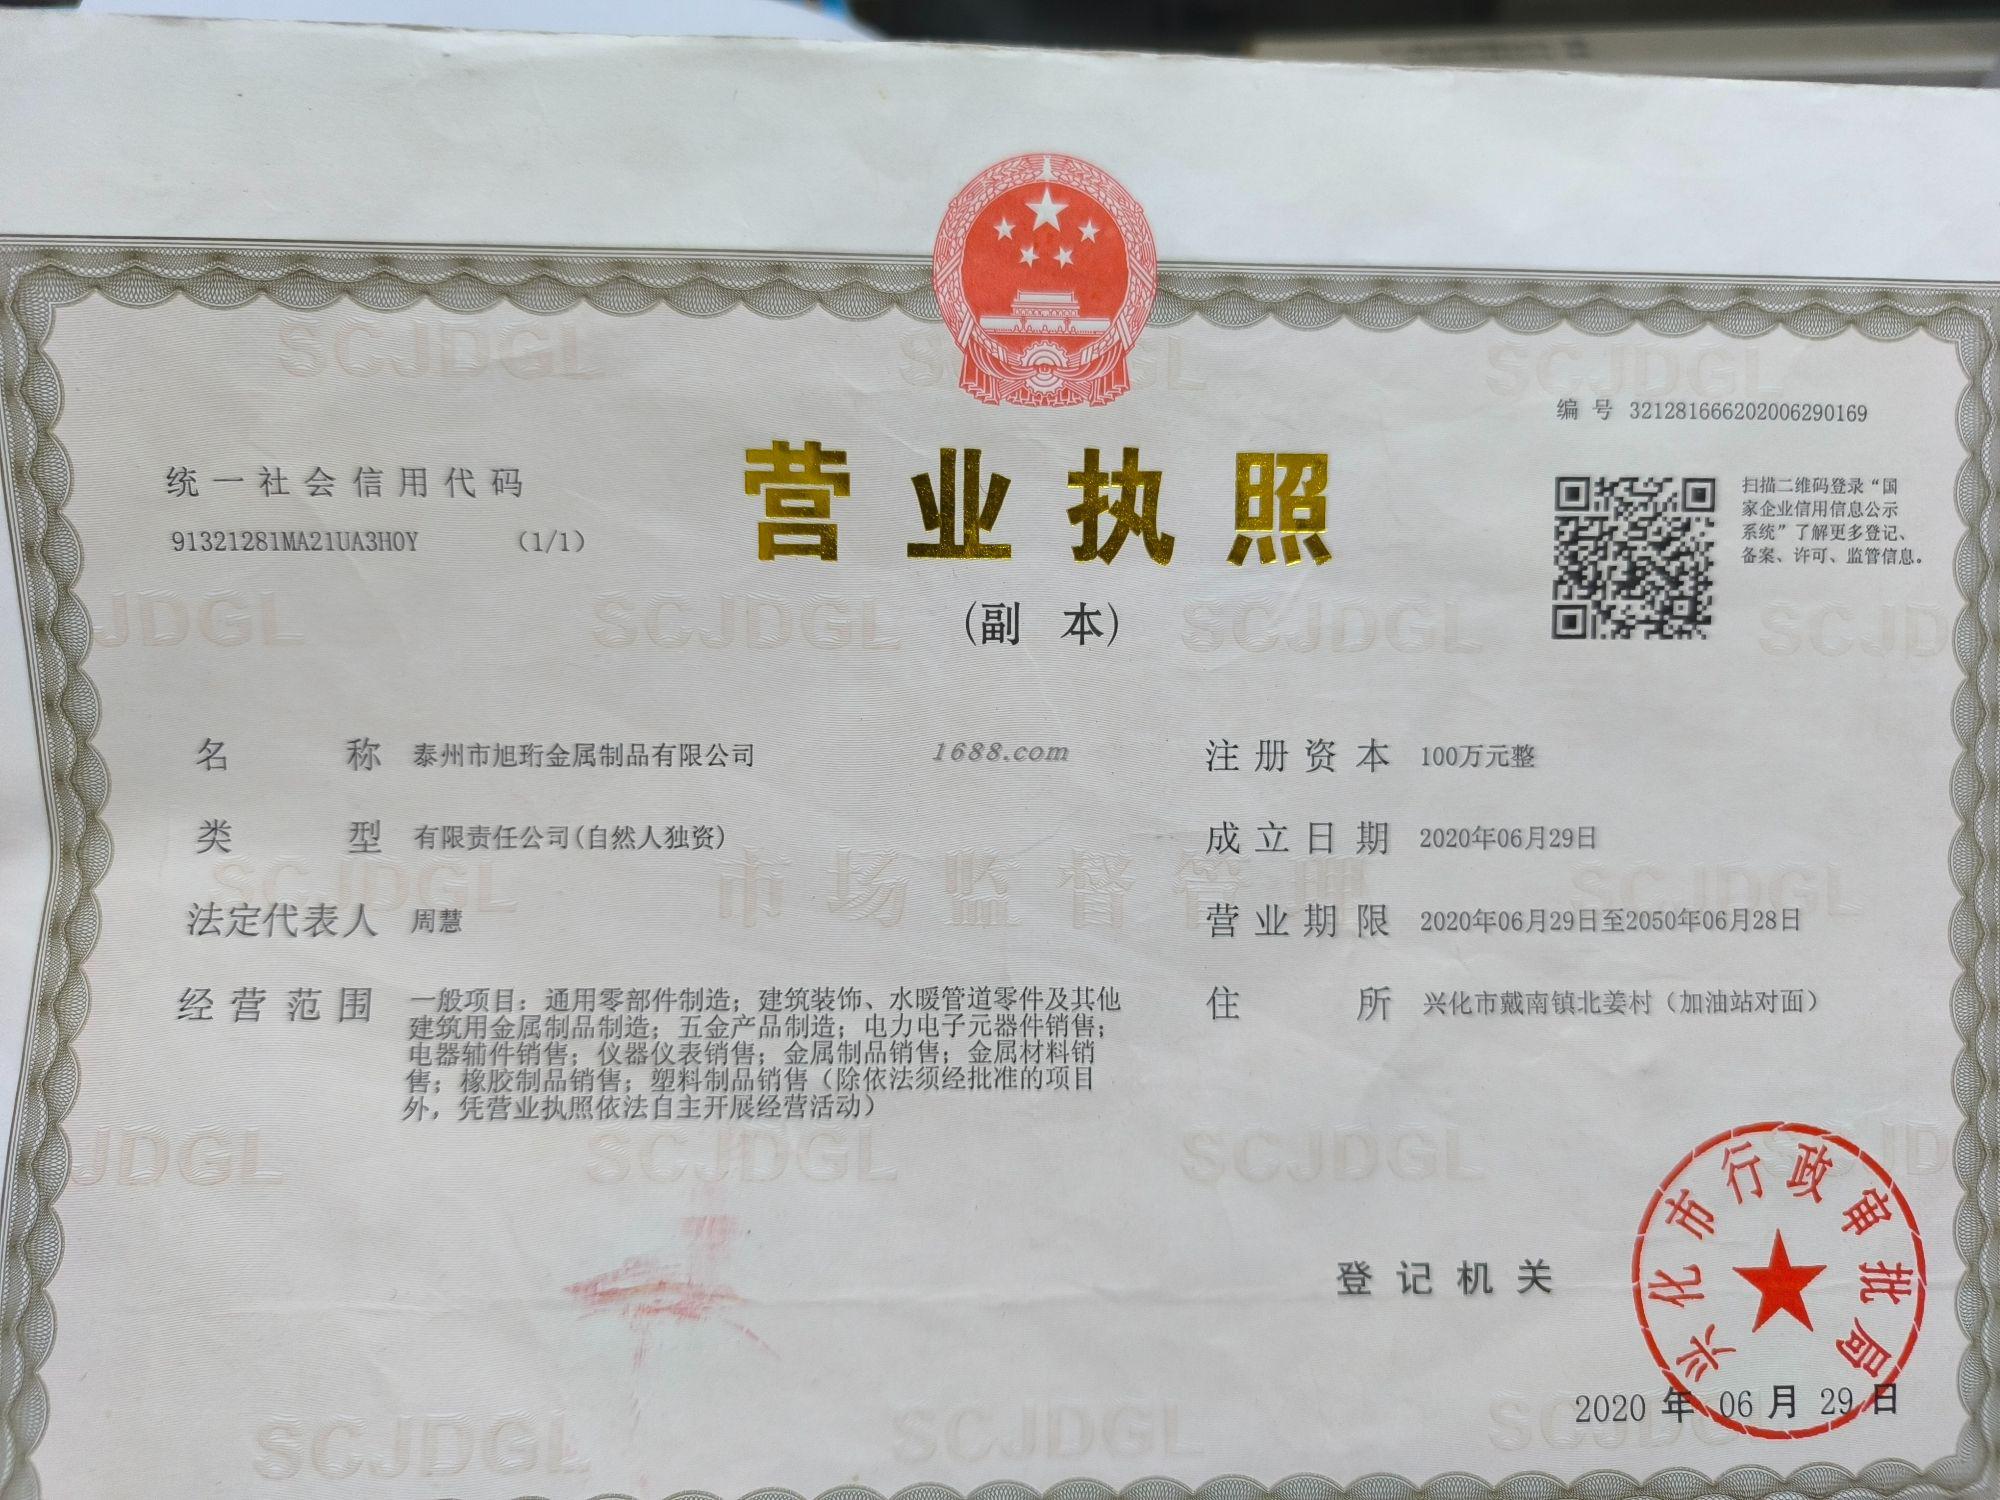 编号 321281666202006290169
统一社会信用代码
91321281MA21UA3H0Y (1/1)
营业执照
(副 本)
扫描二维码登录“国
家企业信用信息公示
系统”了解更多登记、
备案、许可、监管信息。
名称 泰州市旭珩金属制品有限公司
1688.com
注册资本 100万元整
类型 有限责任公司(自然人独资)
成立日期 2020年06月29日
法定代表人 周慧
营业期限 2020年06月29日至2050年06月28日
经营范围 一般项目：通用零部件制造；建筑装饰、水暖管道零件及其他
建筑用金属制品制造；五金产品制造；电力电子元器件销售；
电器辅件销售；仪器仪表销售；金属制品销售；金属材料销
售；橡胶制品销售；塑料制品销售（除依法须经批准的项目
外，凭营业执照依法自主开展经营活动）
住所 兴化市戴南镇北姜村（加油站对面）
登记机关
兴化市行政审批局
2020 年 06 月 29 日
SCJDGL
市场监督管理